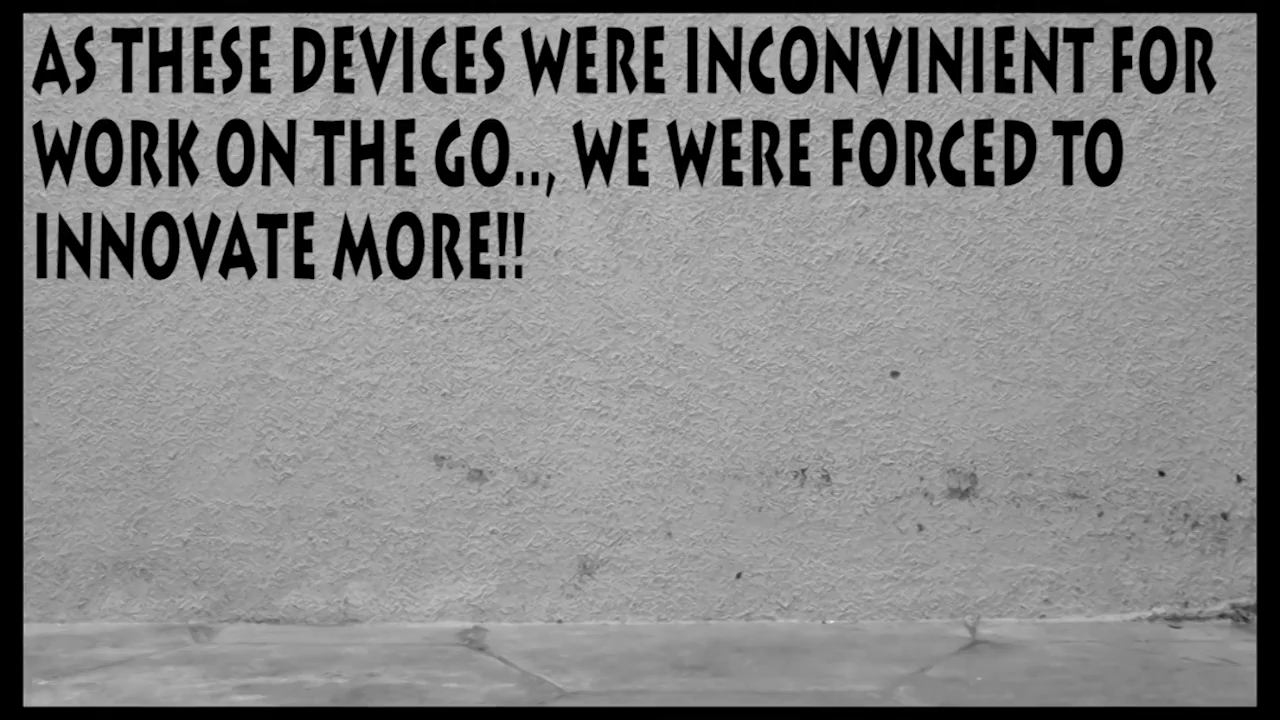 AS THESE DEVICES WERE INCONVINIENT FOR
WORK ON THE GO.., WE WERE FORCED TO
INNOVATE MORE!!